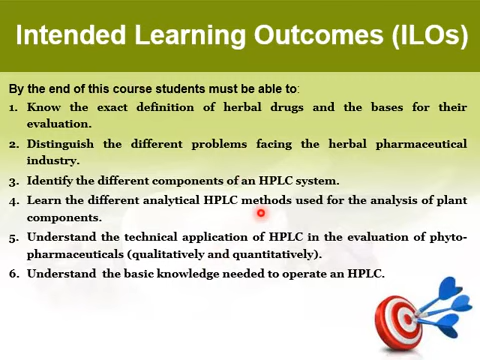 Intended Learning Outcomes (ILOs)
By the end of this course students must be able to:
1. Know the exact definition of herbal drugs and the bases for their
evaluation.
2. Distinguish the different problems facing the herbal pharmaceutical
industry.
3. Identify the different components of an HPLC system.
4. Learn the different analytical HPLC methods used for the analysis of plant
components.
5. Understand the technical application of HPLC in the evaluation of phyto-
pharmaceuticals (qualitatively and quantitatively).
6. Understand the basic knowledge needed to operate an HPLC.